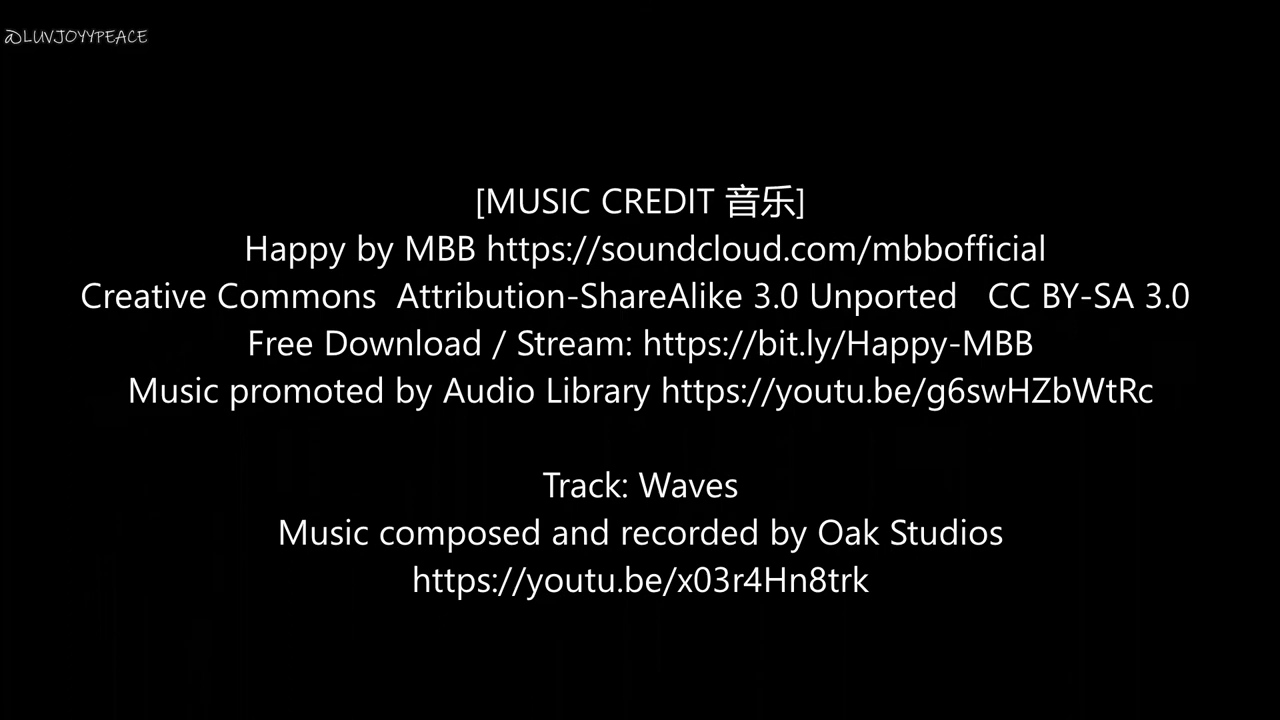 @LUVJOYYPEACE
[MUSIC CREDIT 音乐]
Happy by MBB https://soundcloud.com/mbbofficial
Creative Commons  Attribution-ShareAlike 3.0 Unported   CC BY-SA 3.0
Free Download / Stream: https://bit.ly/Happy-MBB
Music promoted by Audio Library https://youtu.be/g6swHZbWtRc
Track: Waves
Music composed and recorded by Oak Studios
https://youtu.be/x03r4Hn8trk